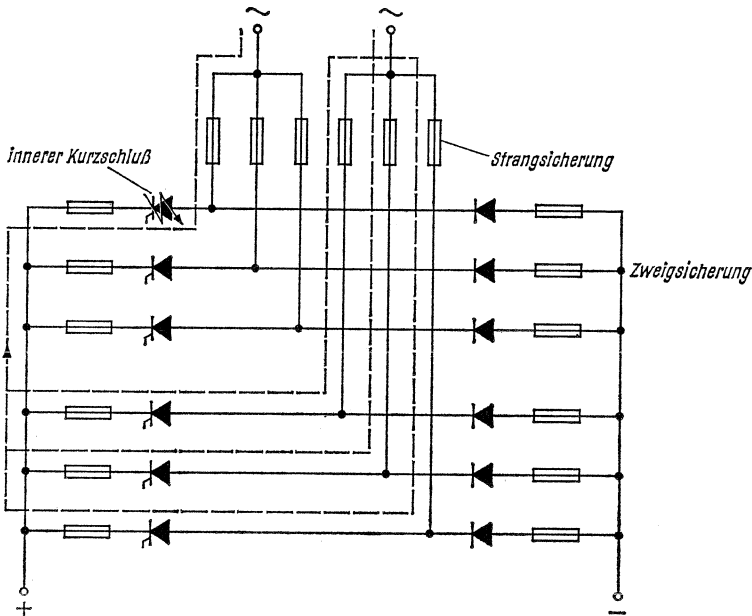 ~ ~
innerer Kurzschluß
Strangsicherung
Zweigsicherung
+ −